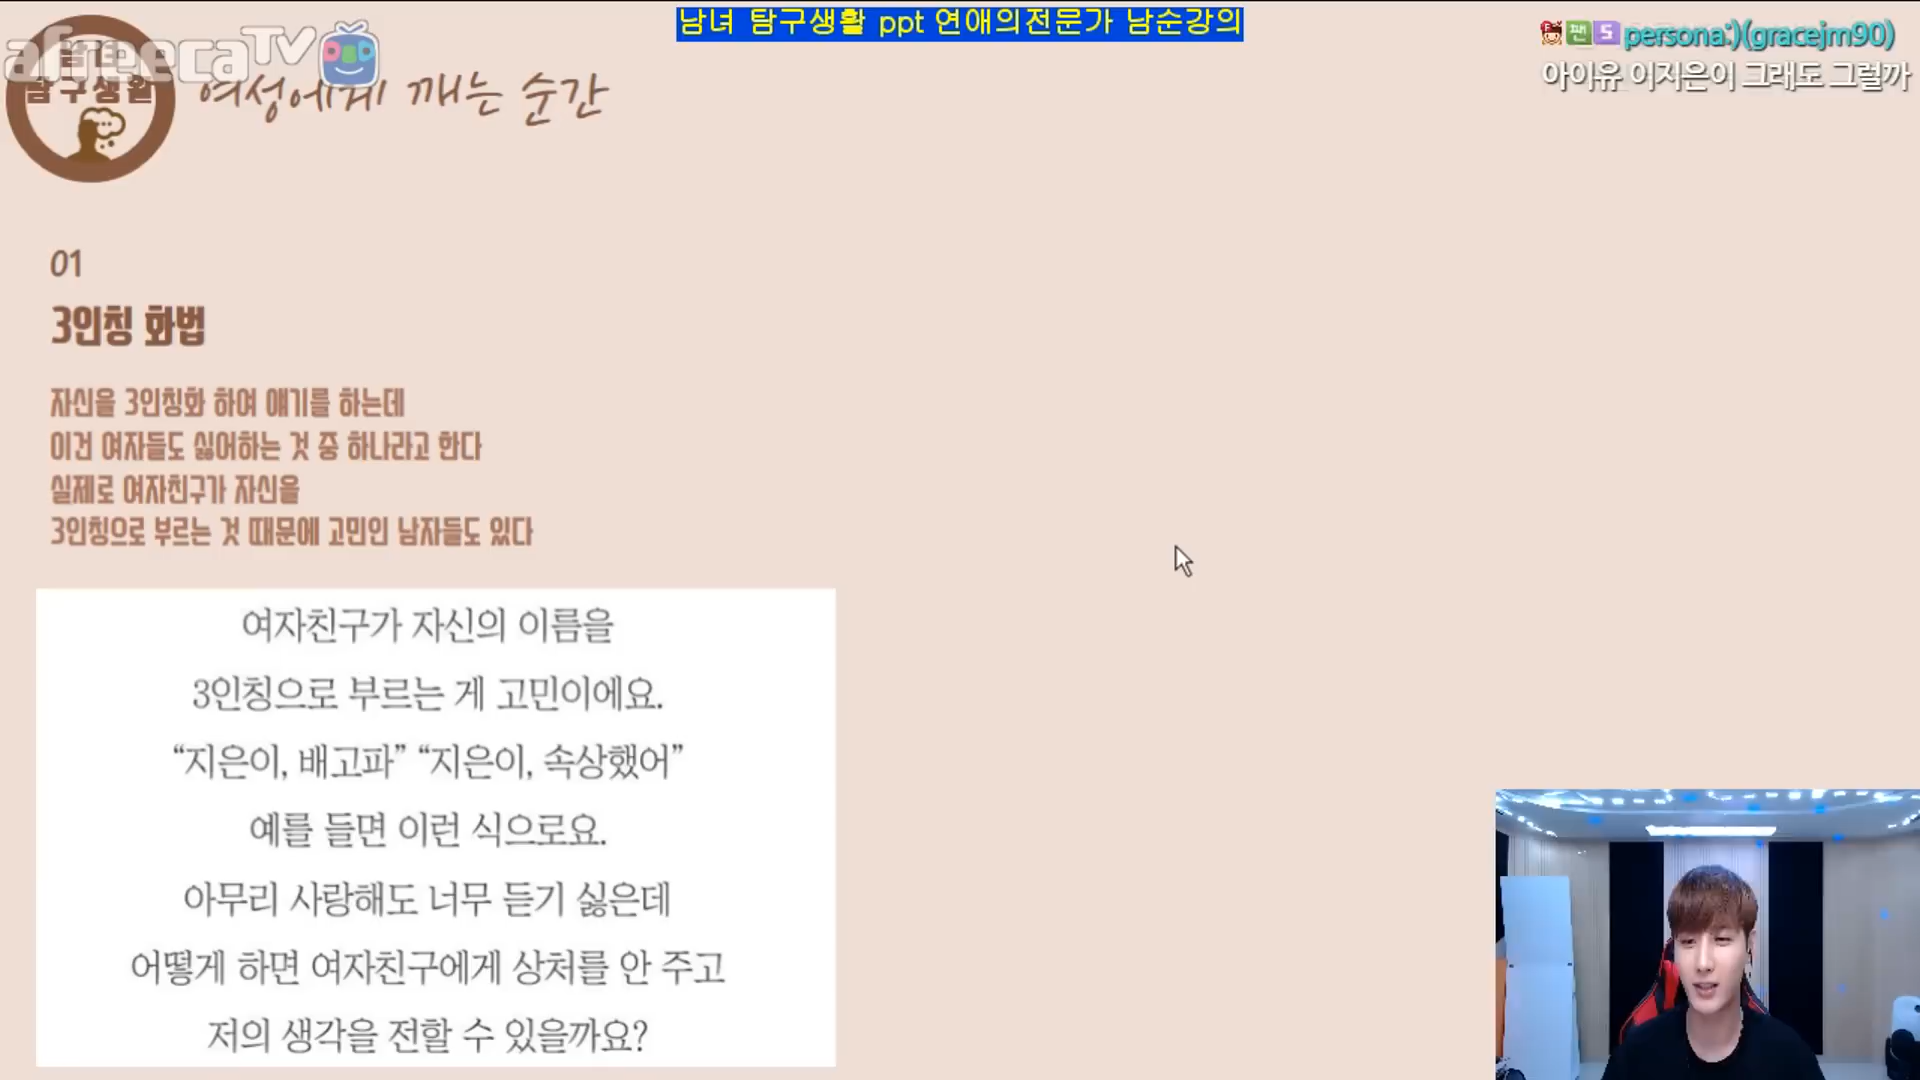 남녀 탐구생활 ppt 연애의전문가 남순강의
afreecaTV
탐구생활
여성에게 깨는 순간
팬 S persona:)(gracejm90)
아이유 이지은이 그래도 그럴까
01
3인칭 화법
자신을 3인칭화 하여 얘기를 하는데
이건 여자들도 싫어하는 것 중 하나라고 한다
실제로 여자친구가 자신을
3인칭으로 부르는 것 때문에 고민인 남자들도 있다
여자친구가 자신의 이름을
3인칭으로 부르는 게 고민이에요.
“지은이, 배고파” “지은이, 속상했어”
예를 들면 이런 식으로요.
아무리 사랑해도 너무 듣기 싫은데
어떻게 하면 여자친구에게 상처를 안 주고
저의 생각을 전할 수 있을까요?